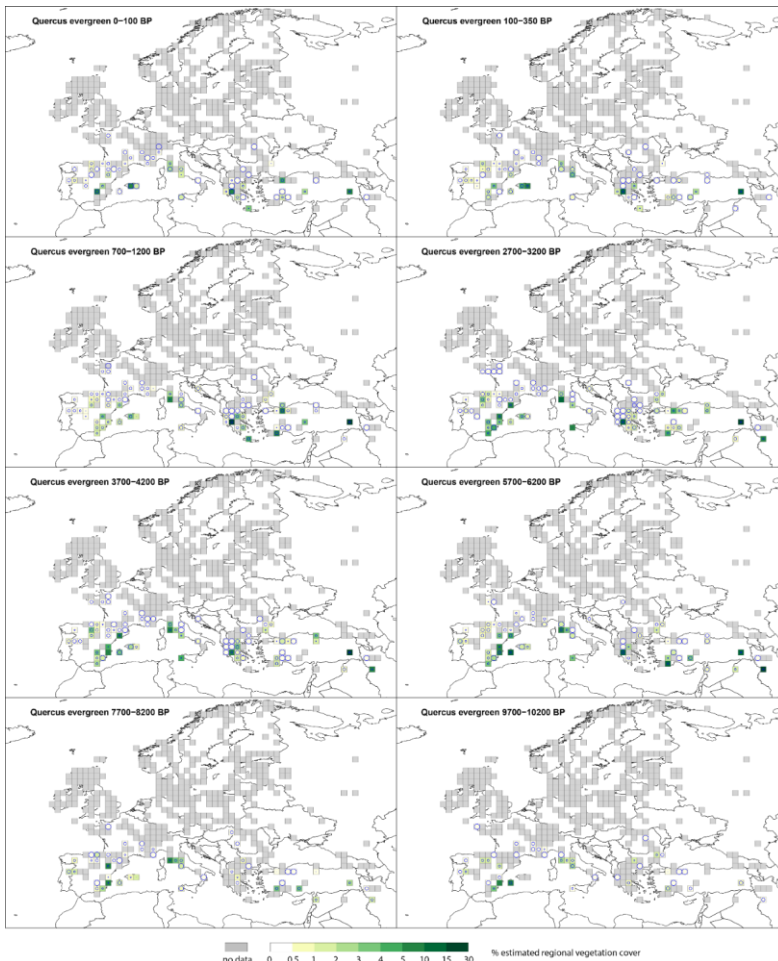 Quercus evergreen 0−100 BP
Quercus evergreen 100−350 BP
Quercus evergreen 700−1200 BP
Quercus evergreen 2700−3200 BP
Quercus evergreen 3700−4200 BP
Quercus evergreen 5700−6200 BP
Quercus evergreen 7700−8200 BP
Quercus evergreen 9700−10200 BP
no data 0 0.5 1 2 3 4 5 10 15 30 % estimated regional vegetation cover